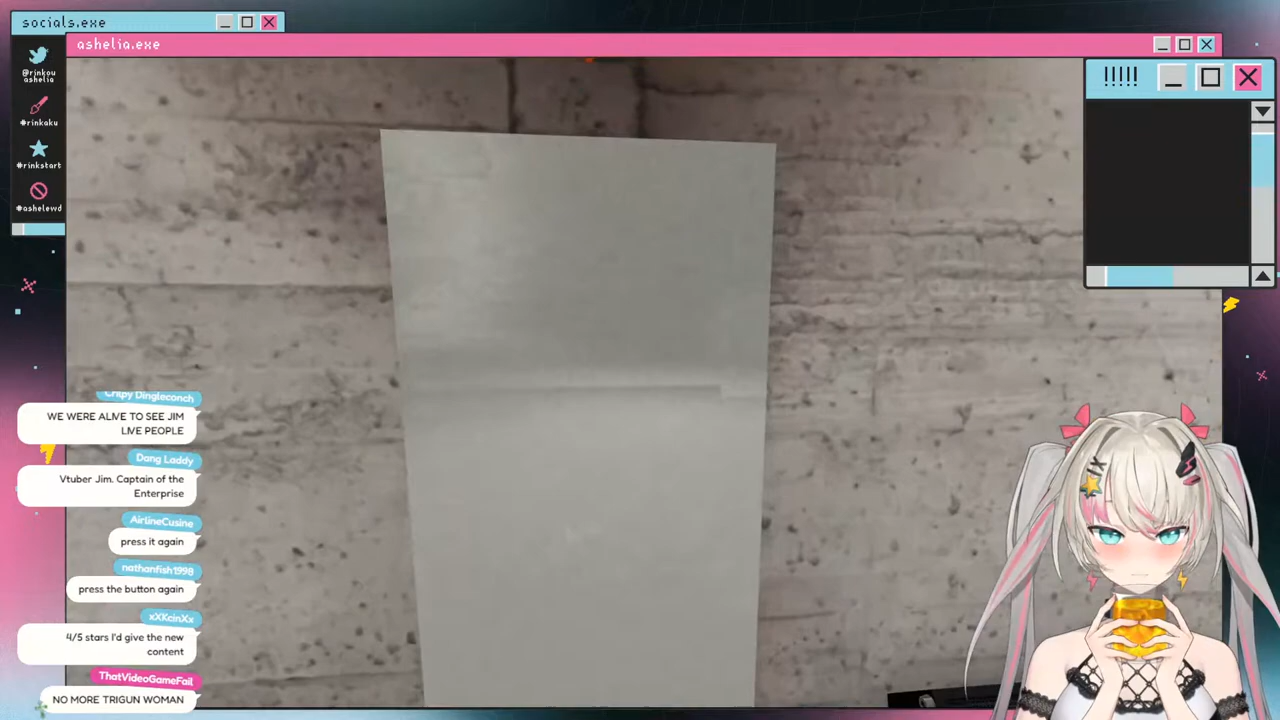 socials.exe
ashelia.exe
!!!!!
@rinkou
ashelia
#rinkaku
#rinkstart
#ashelewd
Chipy Dingleconch
WE WERE ALIVE TO SEE JIM
LIVE PEOPLE
Dang Laddy
Vtuber Jim. Captain of the
Enterprise
AirlineCusine
press it again
nathanfish1998
press the button again
xXKcinXx
4/5 stars I'd give the new
content
ThatVideoGameFail
NO MORE TRIGUN WOMAN